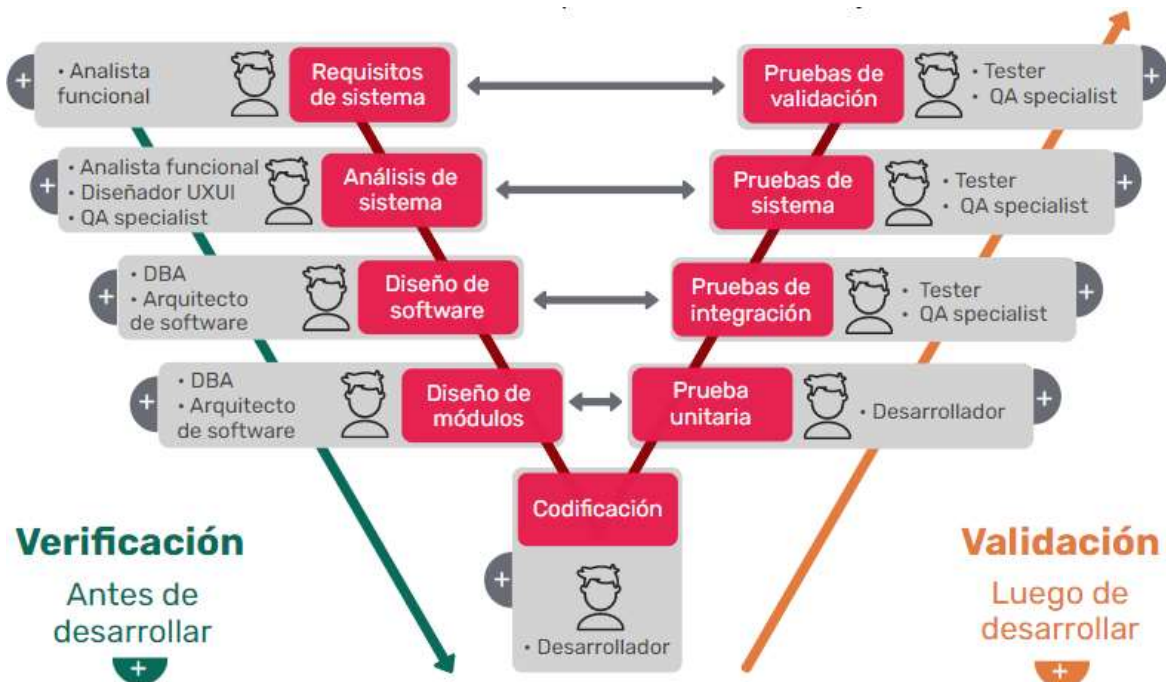 • Analista
funcional
Requisitos
de sistema
Pruebas de
validación
• Tester
• QA specialist
• Analista funcional
• Diseñador UXUI
• QA specialist
Análisis de
sistema
Pruebas de
sistema
• Tester
• QA specialist
• DBA
• Arquitecto
de software
Diseño de
software
Pruebas de
integración
• Tester
• QA specialist
• DBA
• Arquitecto
de software
Diseño de
módulos
Prueba
unitaria
• Desarrollador
Codificación
• Desarrollador
Verificación
Antes de
desarrollar
Validación
Luego de
desarrollar